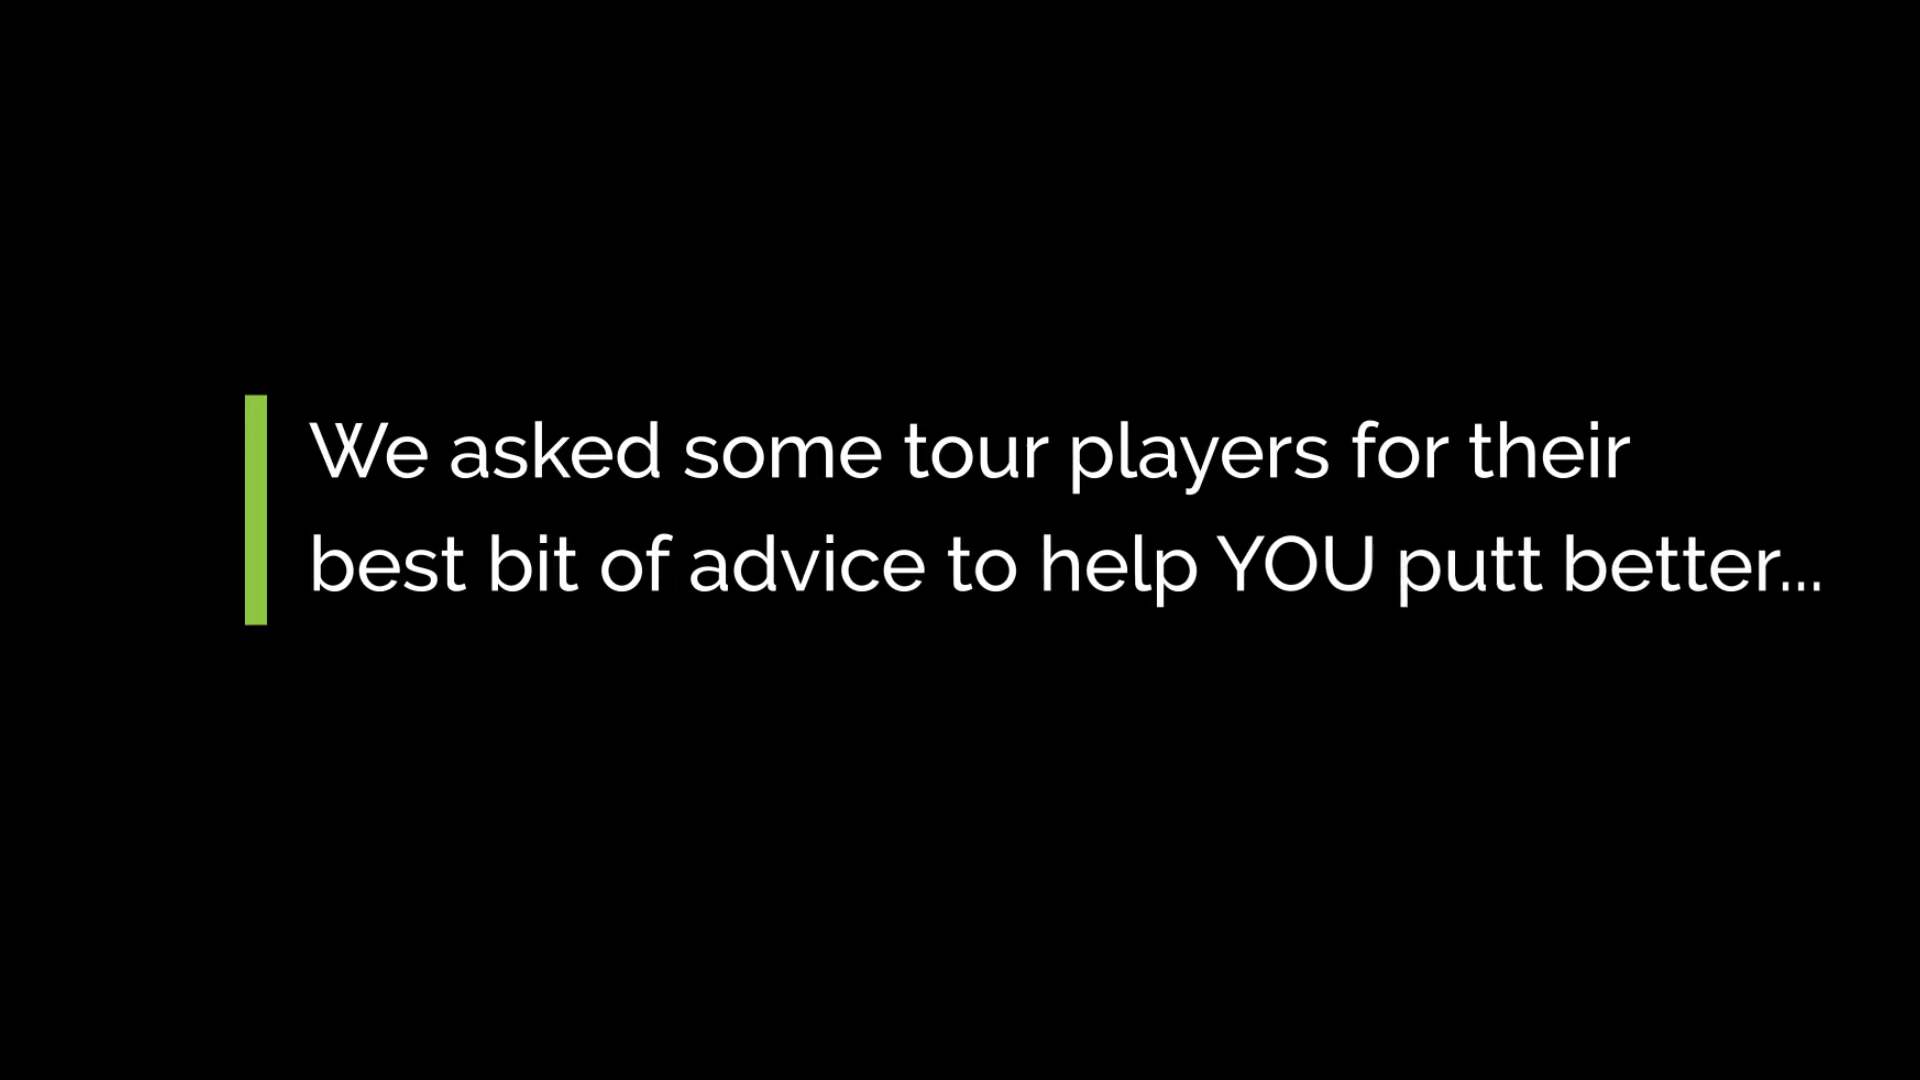 We asked some tour players for their
best bit of advice to help YOU putt better...